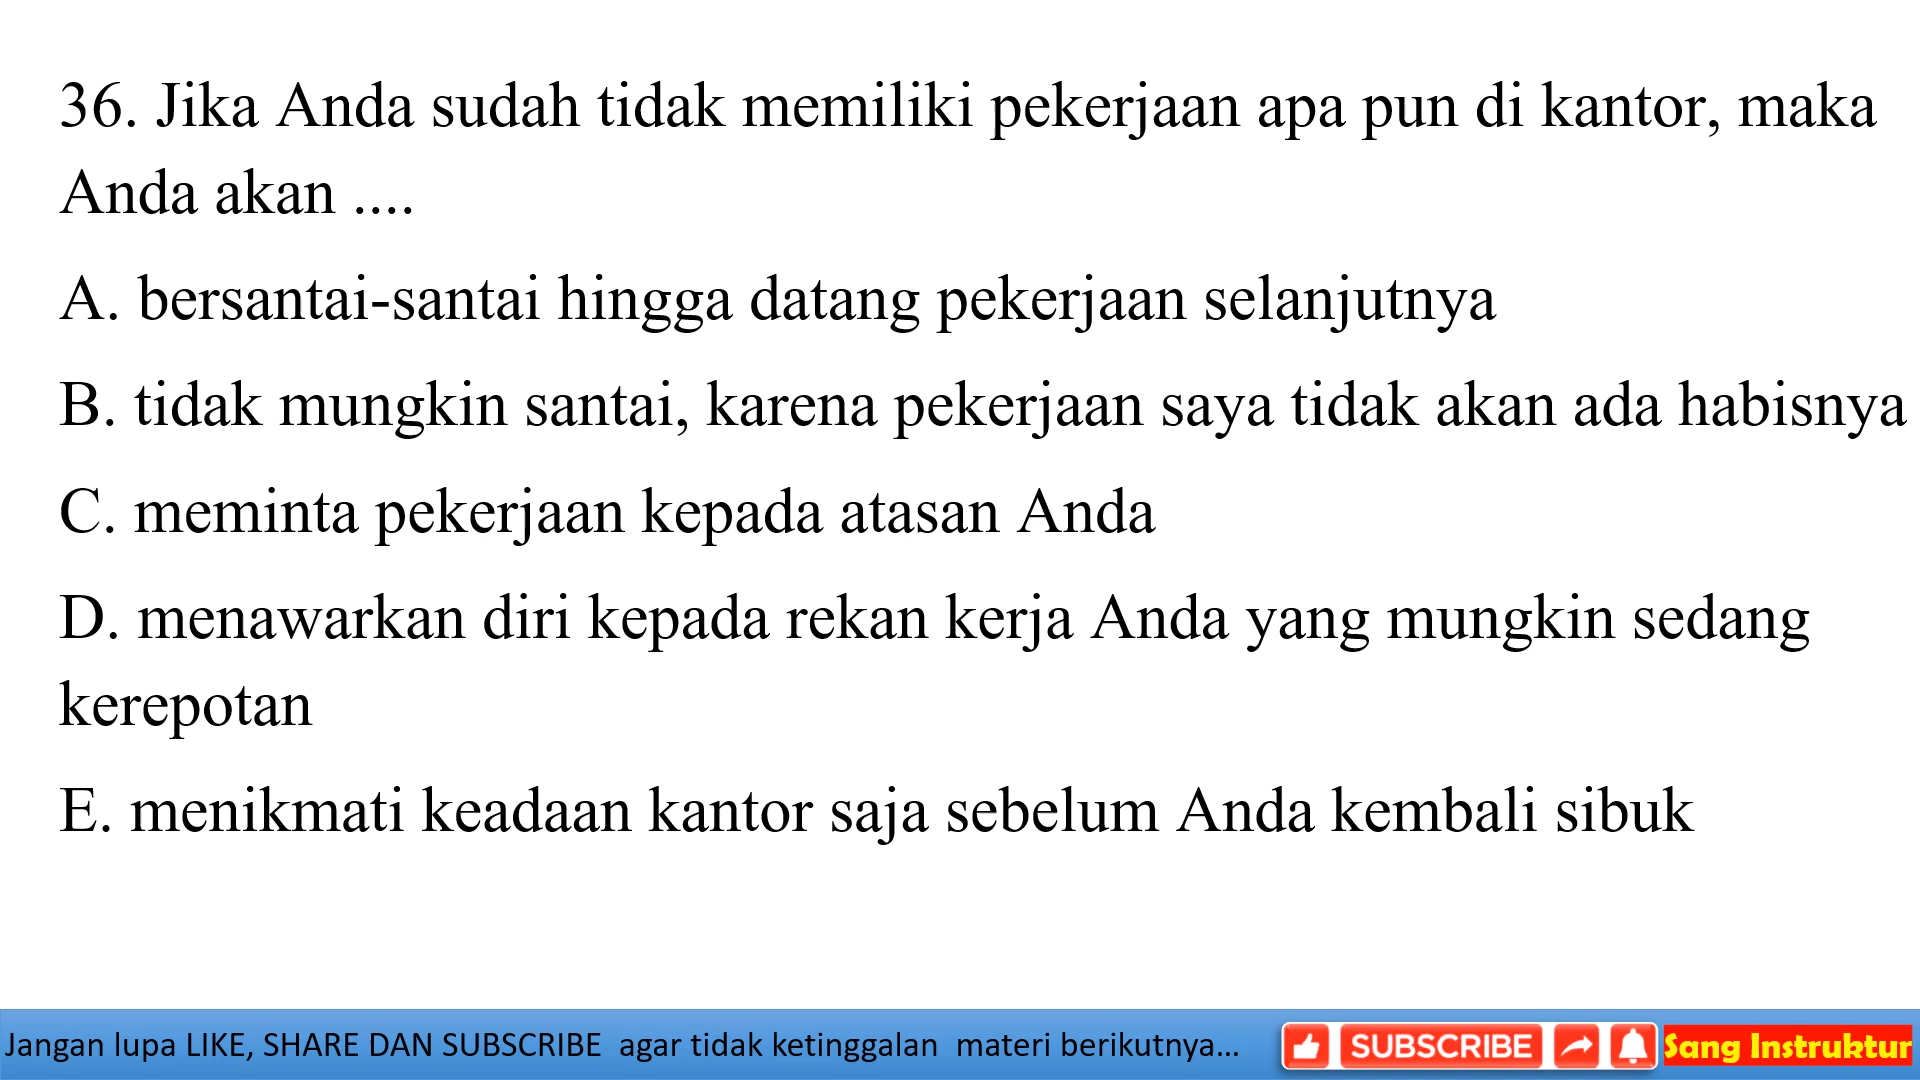 36. Jika Anda sudah tidak memiliki pekerjaan apa pun di kantor, maka
Anda akan ....
A. bersantai-santai hingga datang pekerjaan selanjutnya
B. tidak mungkin santai, karena pekerjaan saya tidak akan ada habisnya
C. meminta pekerjaan kepada atasan Anda
D. menawarkan diri kepada rekan kerja Anda yang mungkin sedang
kerepotan
E. menikmati keadaan kantor saja sebelum Anda kembali sibuk
Jangan lupa LIKE, SHARE DAN SUBSCRIBE agar tidak ketinggalan materi berikutnya... SUBSCRIBE Sang Instruktur